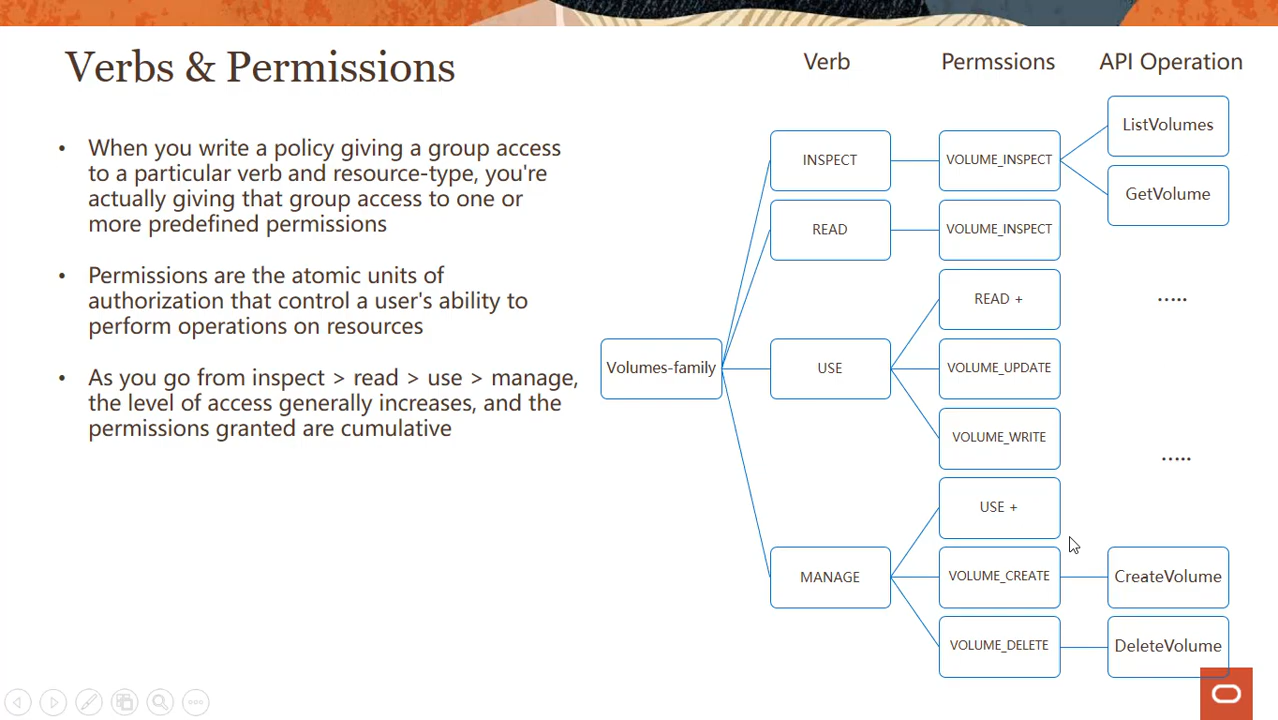 Verbs & Permissions
• When you write a policy giving a group access
to a particular verb and resource-type, you're
actually giving that group access to one or
more predefined permissions
• Permissions are the atomic units of
authorization that control a user's ability to
perform operations on resources
• As you go from inspect > read > use > manage,
the level of access generally increases, and the
permissions granted are cumulative
Verb Permssions API Operation
ListVolumes
INSPECT VOLUME_INSPECT
GetVolume
READ VOLUME_INSPECT
READ + .....
Volumes-family USE VOLUME_UPDATE
VOLUME_WRITE
.....
USE +
MANAGE VOLUME_CREATE CreateVolume
VOLUME_DELETE DeleteVolume